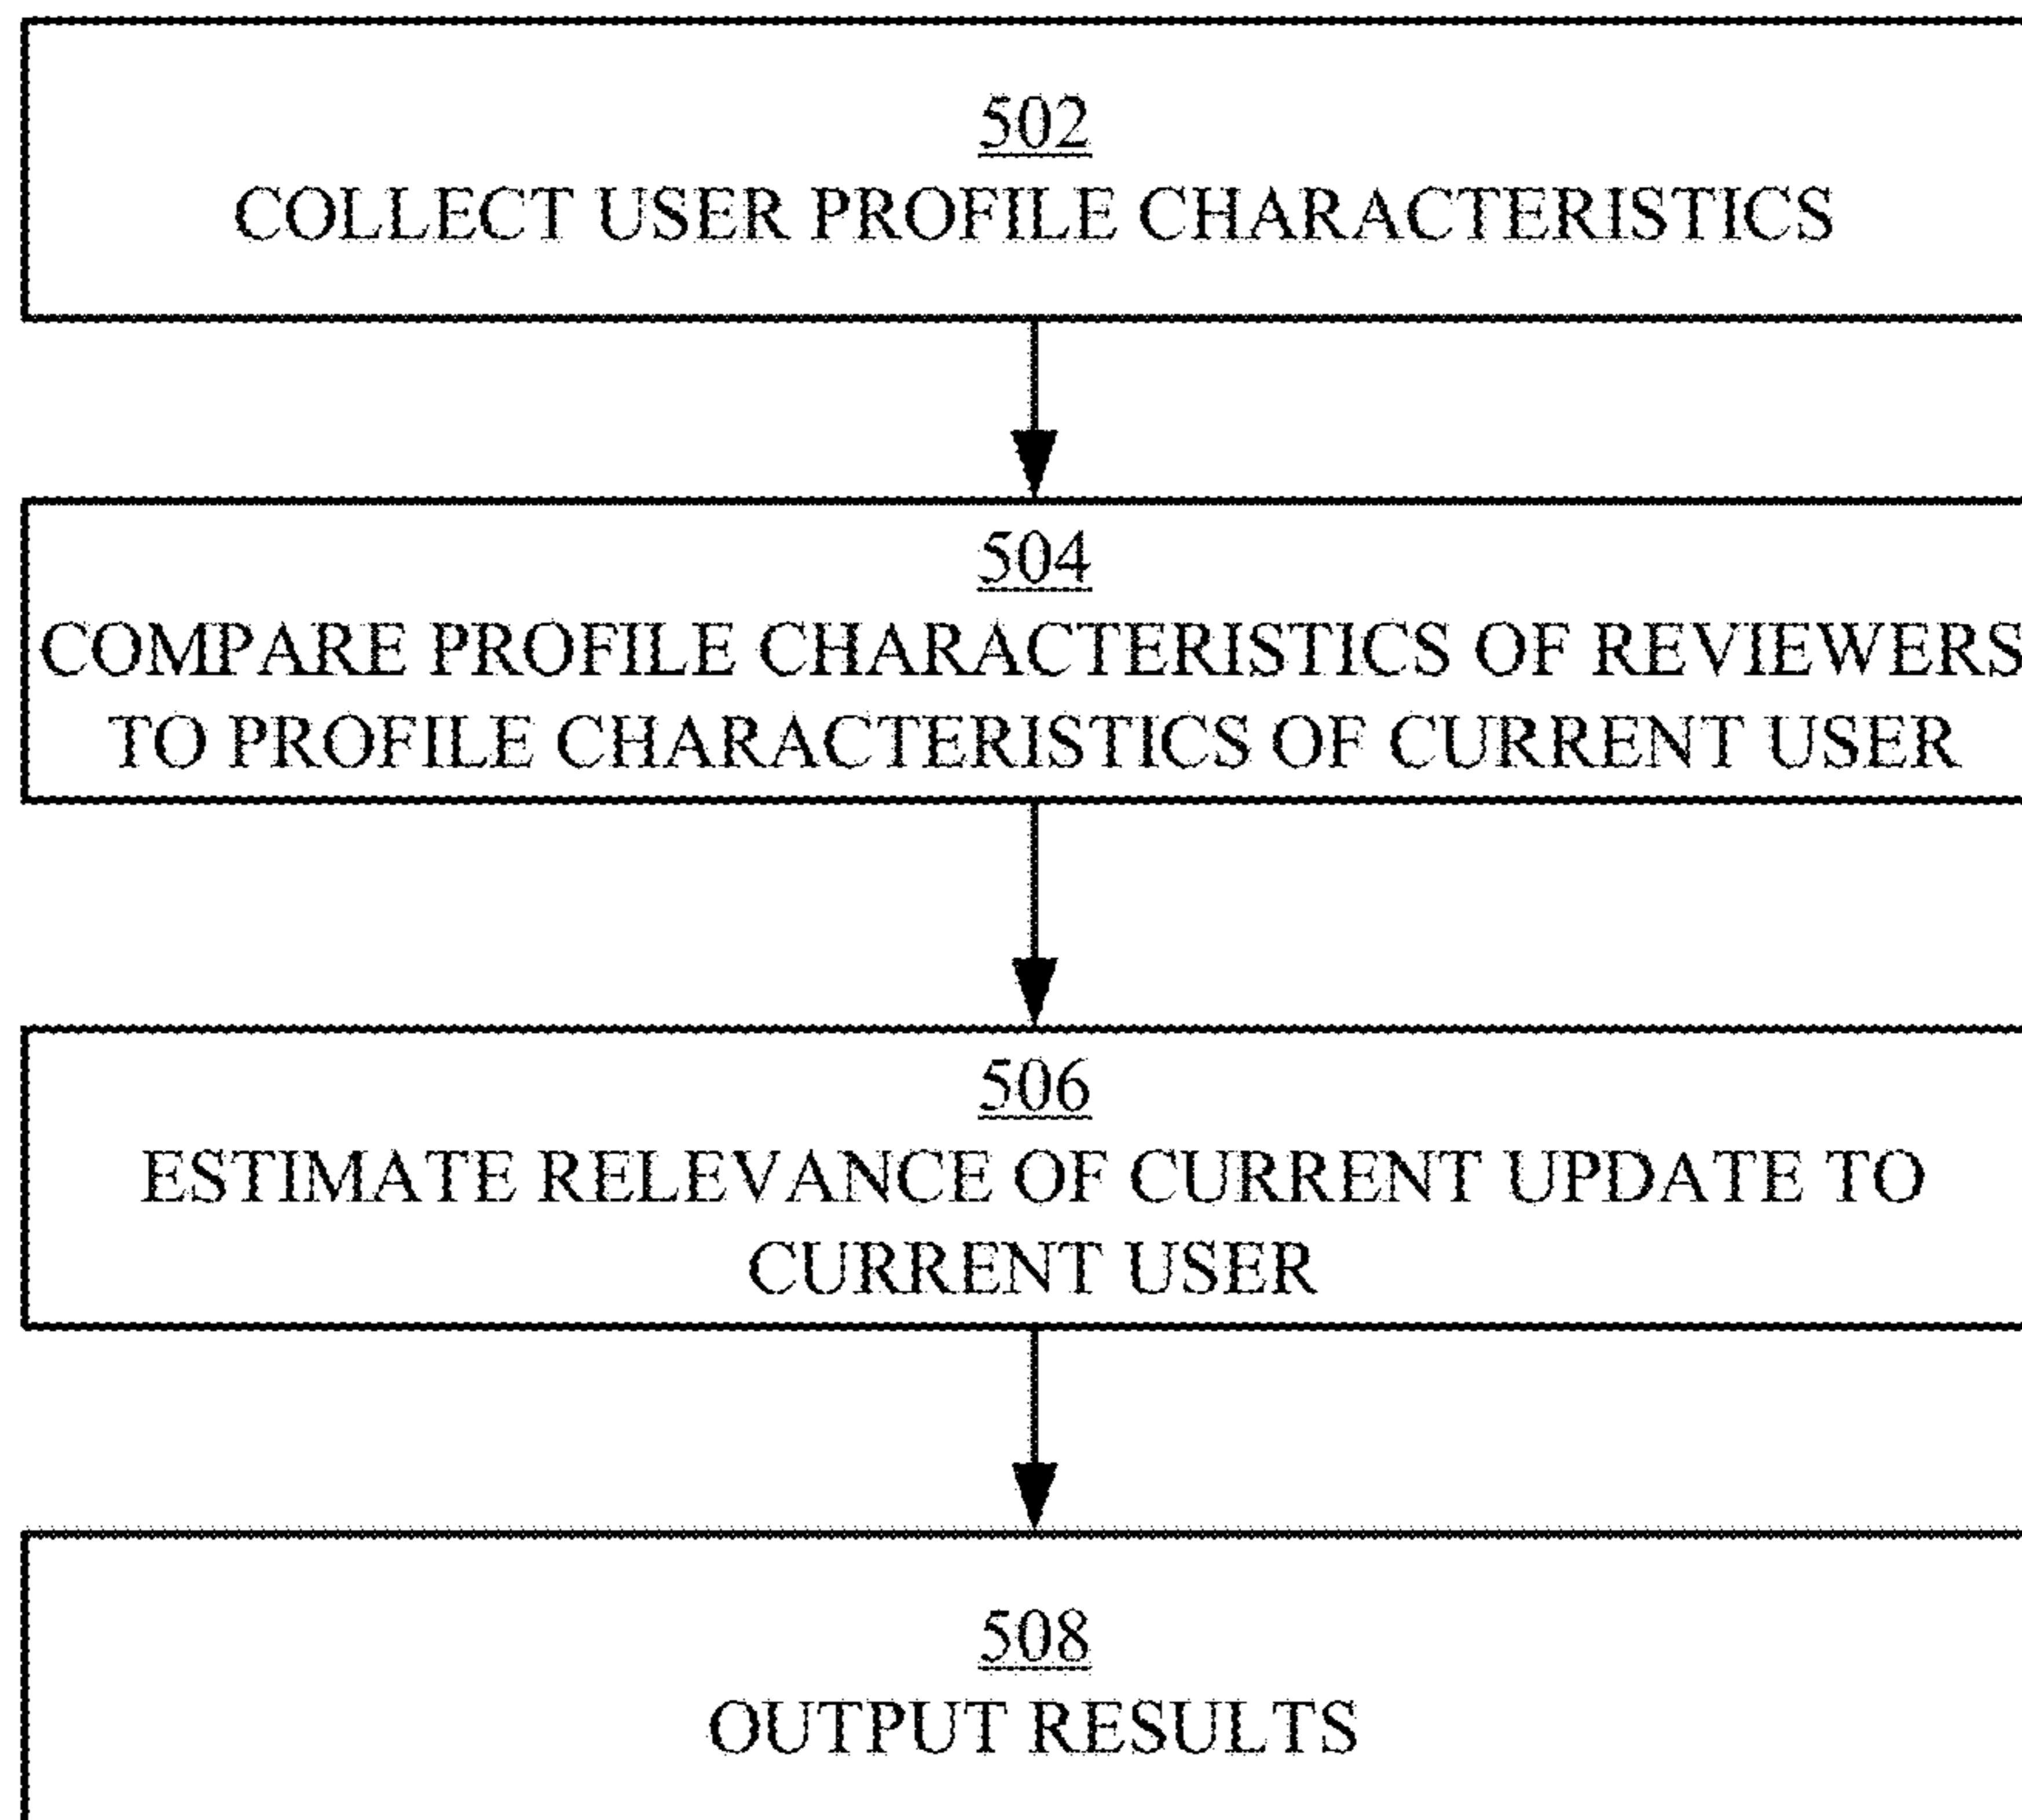 502
COLLECT USER PROFILE CHARACTERISTICS
504
COMPARE PROFILE CHARACTERISTICS OF REVIEWERS
TO PROFILE CHARACTERISTICS OF CURRENT USER
506
ESTIMATE RELEVANCE OF CURRENT UPDATE TO
CURRENT USER
508
OUTPUT RESULTS